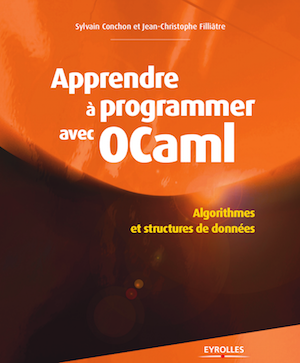 Sylvain Conchon et Jean-Christophe Filliâtre
Apprendre
à programmer
avec OCaml
Algorithmes
et structures de données
EYROLLES